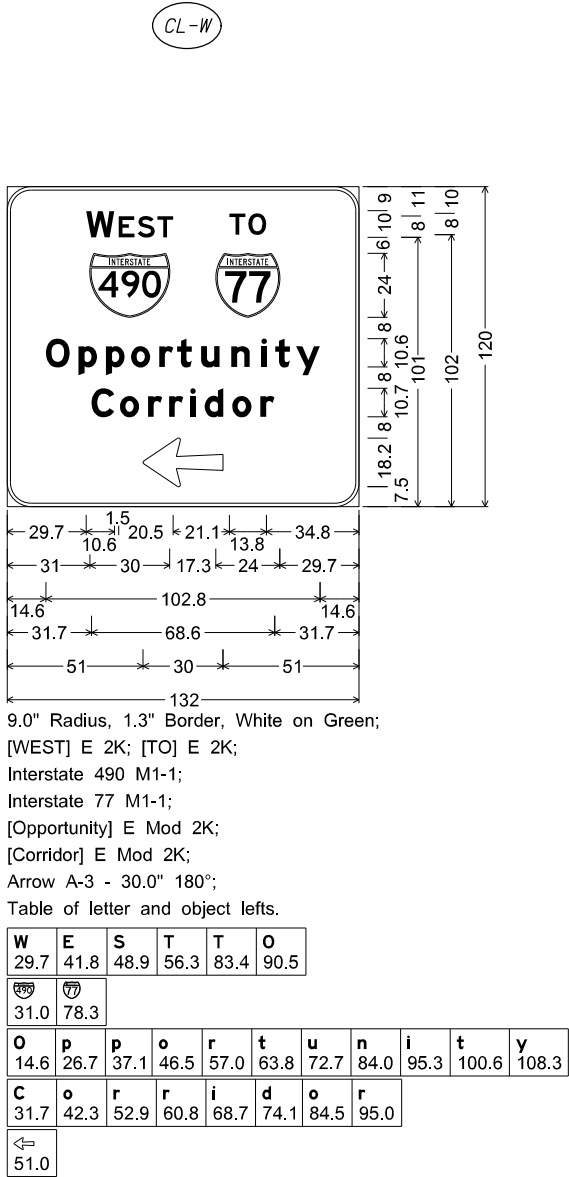 CL-W
WEST TO
INTERSTATE INTERSTATE
490 77
Opportunity
Corridor
9 10 6 24 8 10.6 8 10.7 8 18.2 7.5
11 8 101
10 8 102
120
29.7 10.6 1.5 20.5 21.1 13.8 34.8
31 30 17.3 24 29.7
14.6 102.8 14.6
31.7 68.6 31.7
51 30 51
132
9.0" Radius, 1.3" Border, White on Green;
[WEST] E 2K; [TO] E 2K;
Interstate 490 M1-1;
Interstate 77 M1-1;
[Opportunity] E Mod 2K;
[Corridor] E Mod 2K;
Arrow A-3 - 30.0" 180°;
Table of letter and object lefts.
W E S T T O
29.7 41.8 48.9 56.3 83.4 90.5
490 77
31.0 78.3
O p p o r t u n i t y
14.6 26.7 37.1 46.5 57.0 63.8 72.7 84.0 95.3 100.6 108.3
C o r r i d o r
31.7 42.3 52.9 60.8 68.7 74.1 84.5 95.0
51.0